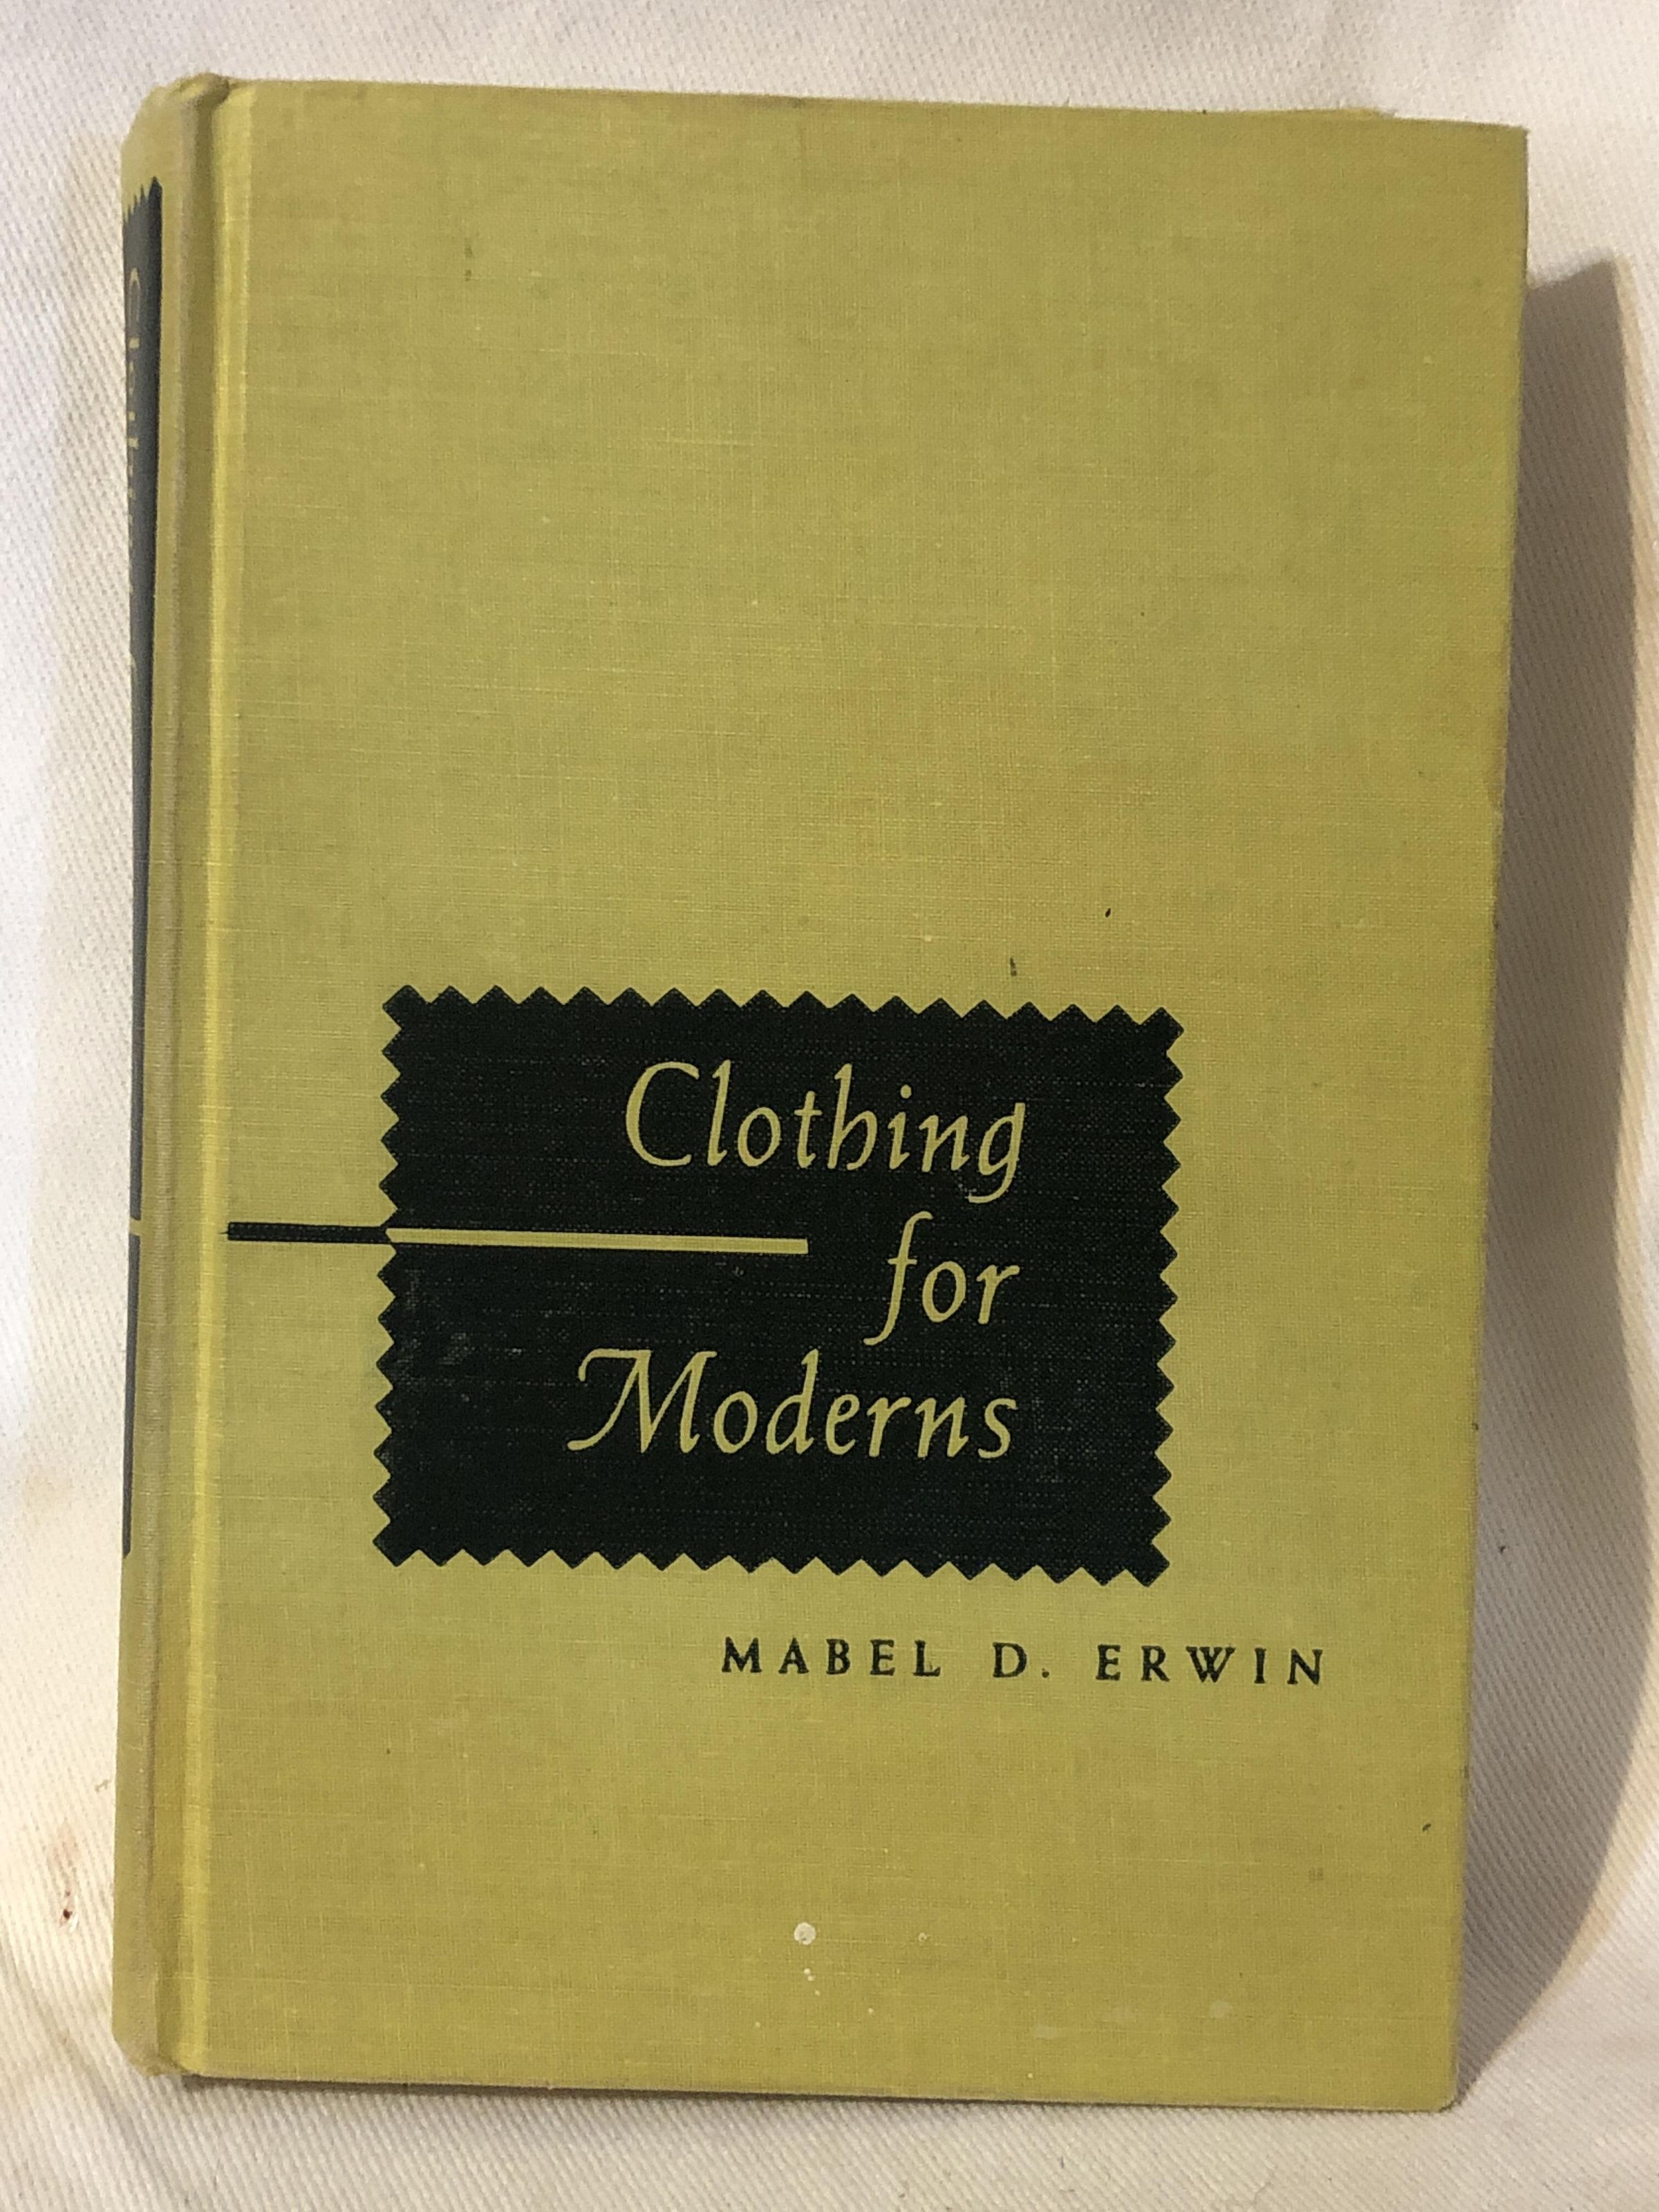 Clothing
for
Moderns
MABEL D. ERWIN